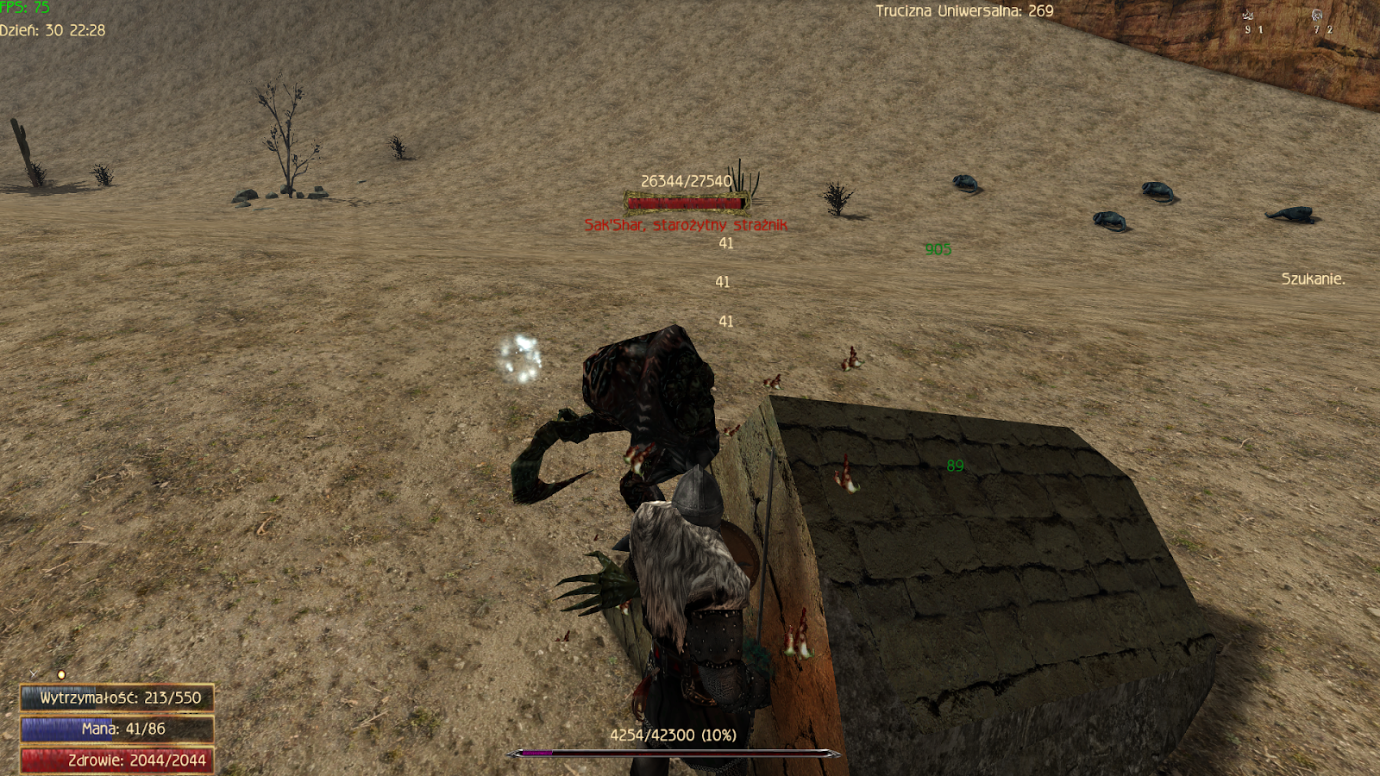 FPS: 75
Dzień: 30 22:28
Trucizna Uniwersalna: 269
9 1
7 2
26344/27540
Sak'Shar, starożytny strażnik
41
905
41
Szukanie.
41
89
Wytrzymałość: 213/550
Mana: 41/86
4254/42300 (10%)
Zdrowie: 2044/2044